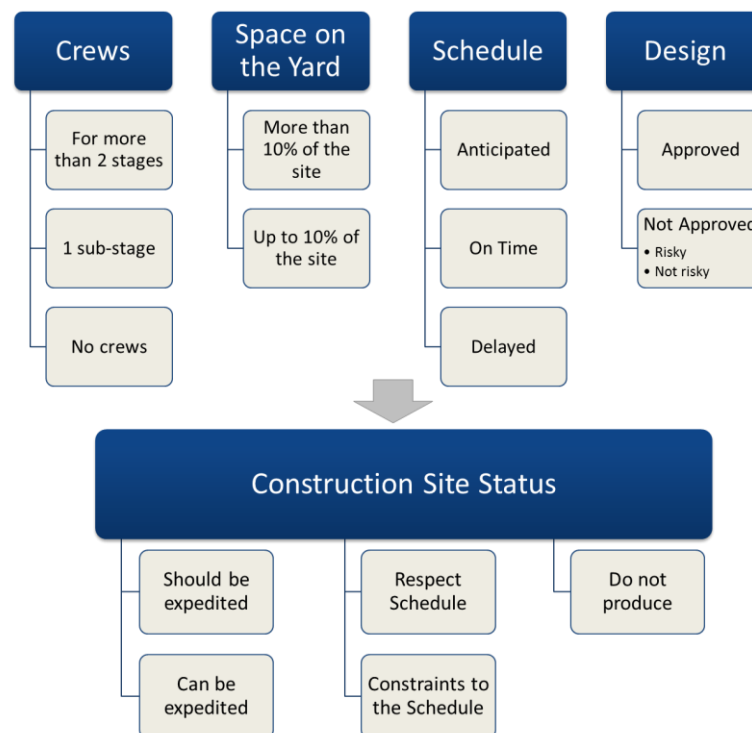 Crews
For more
than 2 stages
1 sub-stage
No crews
Space on
the Yard
More than
10% of the
site
Up to 10% of
the site
Schedule
Anticipated
On Time
Delayed
Design
Approved
Not Approved
• Risky
• Not risky
Construction Site Status
Should be
expedited
Can be
expedited
Respect
Schedule
Constraints to
the Schedule
Do not
produce